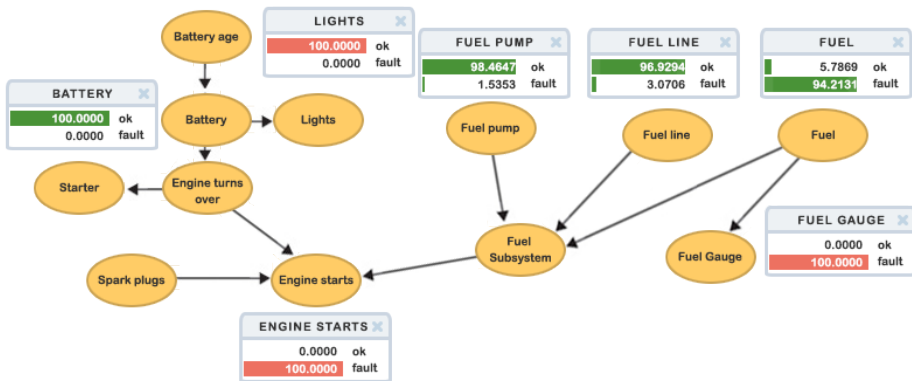 Battery age
LIGHTS
100.0000 ok
0.0000 fault
FUEL PUMP
98.4647 ok
1.5353 fault
FUEL LINE
96.9294 ok
3.0706 fault
FUEL
5.7869 ok
94.2131 fault
BATTERY
100.0000 ok
0.0000 fault
Battery
Lights
Fuel pump
Fuel line
Fuel
Starter
Engine turns
over
FUEL GAUGE
0.0000 ok
100.0000 fault
Fuel
Subsystem
Fuel Gauge
Spark plugs
Engine starts
ENGINE STARTS
0.0000 ok
100.0000 fault